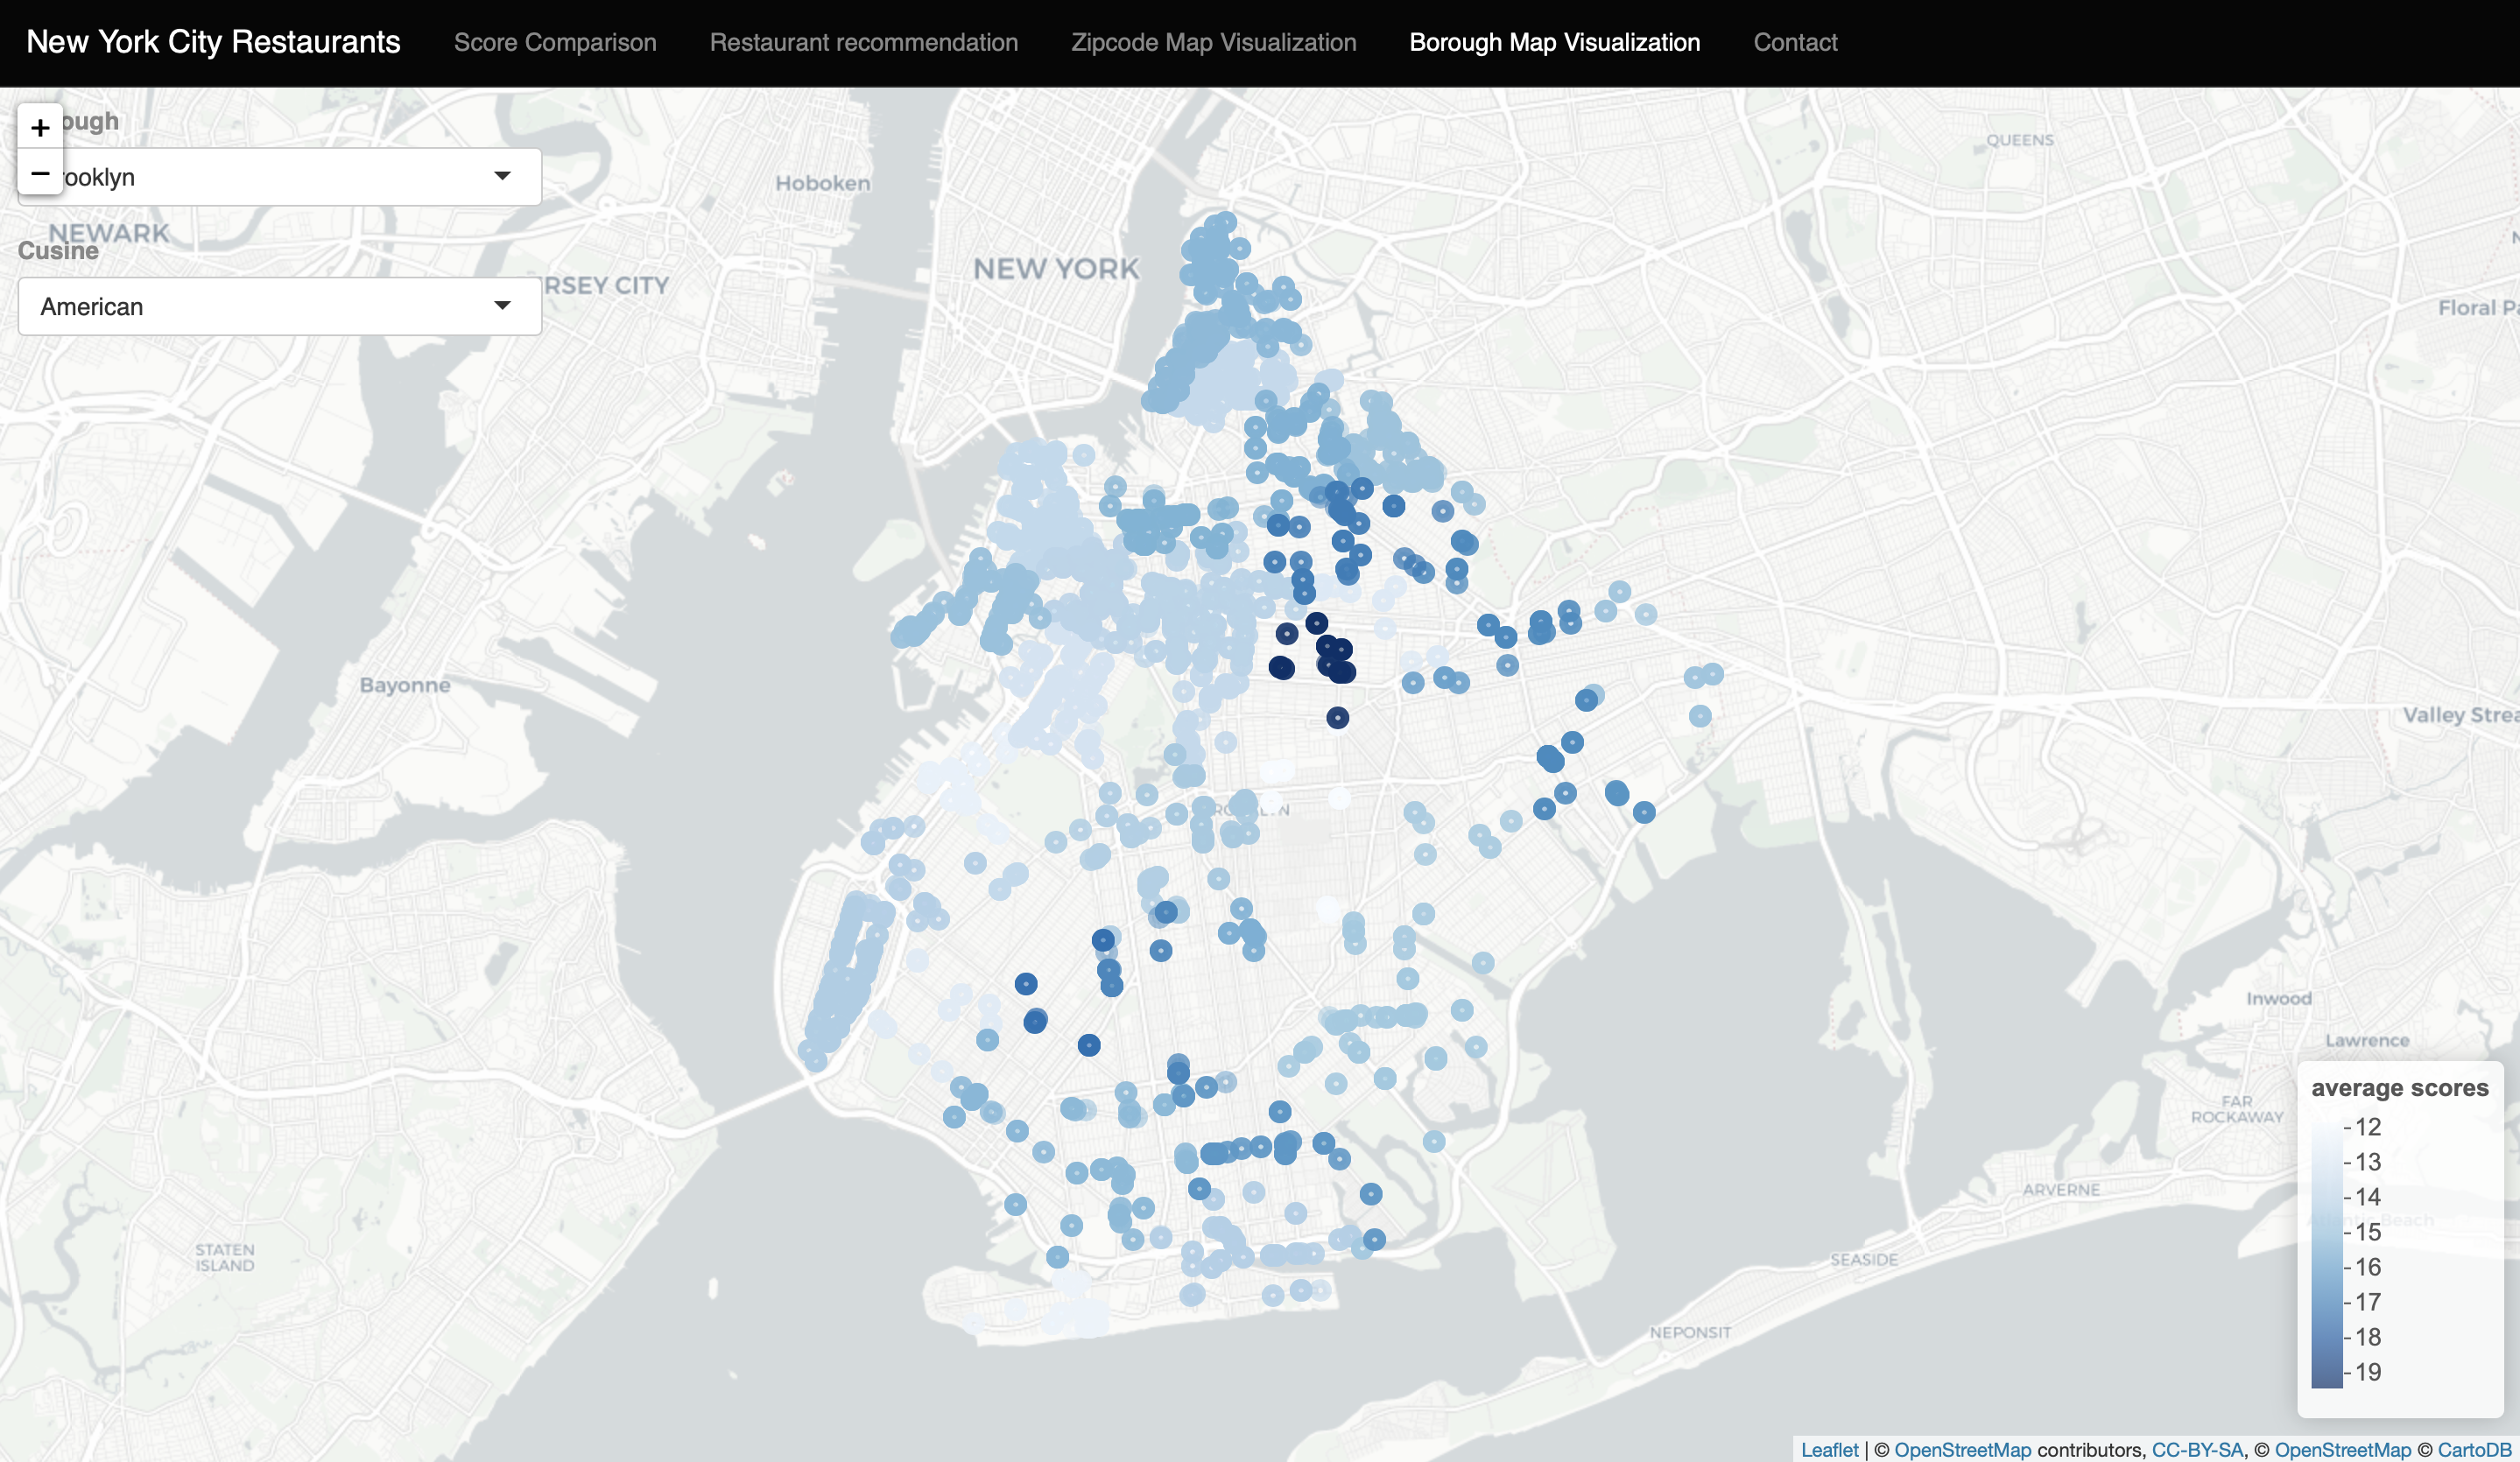 New York City Restaurants Score Comparison Restaurant recommendation Zipcode Map Visualization Borough Map Visualization Contact
+
ough
−
rooklyn
Cusine
American
NEWARK
RSEY CITY
Hoboken
NEW YORK
QUEENS
Floral Pa
Bayonne
Valley Strea
Inwood
Lawrence
FAR
ROCKAWAY
ARVERNE
Beach
SEASIDE
NEPONSIT
STATEN
ISLAND
average scores
12
13
14
15
16
17
18
19
Leaflet | © OpenStreetMap contributors, CC-BY-SA, © OpenStreetMap © CartoDB